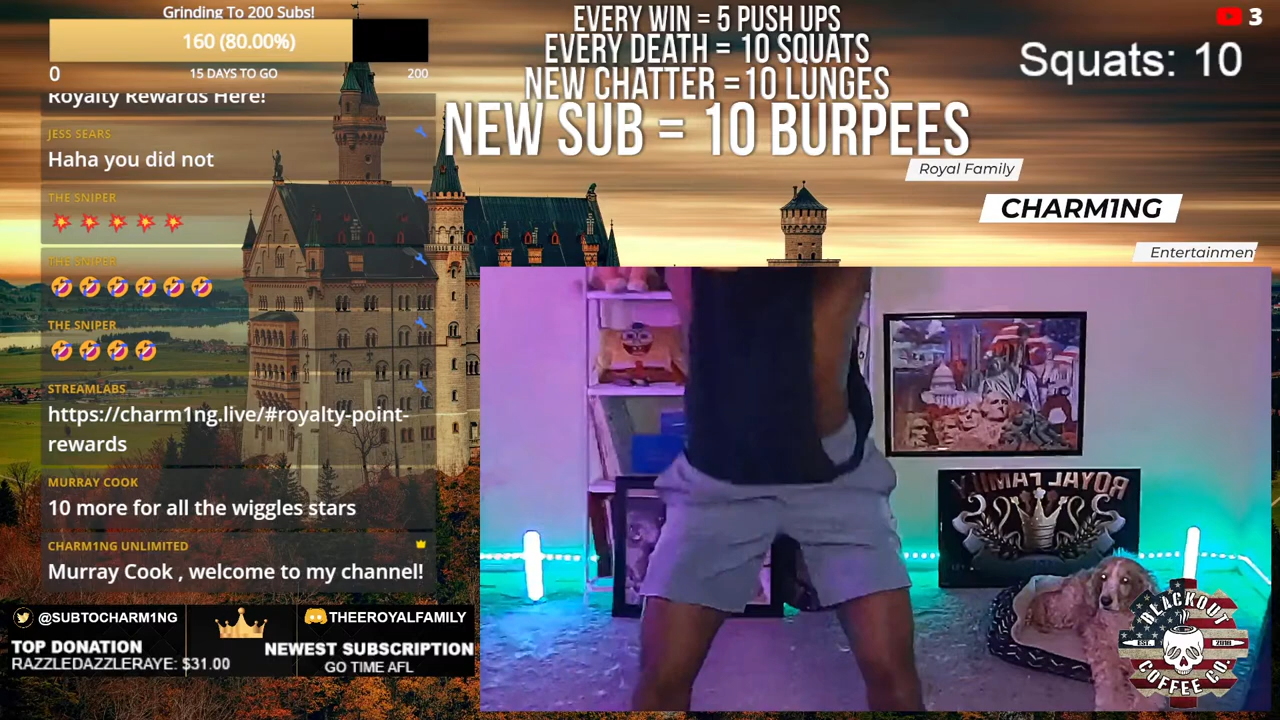 Grinding To 200 Subs!
160 (80.00%)
0
15 DAYS TO GO
200
Royalty Rewards Here!
JESS SEARS
Haha you did not
THE SNIPER
THE SNIPER
THE SNIPER
STREAMLABS
https://charm1ng.live/#royalty-point-
rewards
MURRAY COOK
10 more for all the wiggles stars
CHARM1NG UNLIMITED
Murray Cook , welcome to my channel!
@SUBTOCHARM1NG
THEEROYALFAMILY
TOP DONATION
RAZZLEDAZZLERAYE: $31.00
NEWEST SUBSCRIPTION
GO TIME AFL
EVERY WIN = 5 PUSH UPS
EVERY DEATH = 10 SQUATS
NEW CHATTER =10 LUNGES
NEW SUB = 10 BURPEES
3
Squats: 10
Royal Family
CHARM1NG
Entertainmen
ROYAL FAMILY
BLACKOUT
EST. 2018
COFFEE CO.